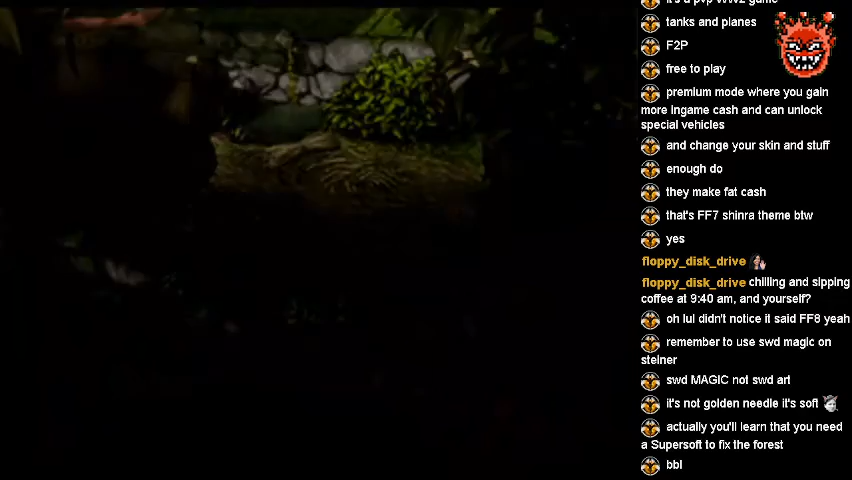 it's a pvp WW2 game
tanks and planes
F2P
free to play
premium mode where you gain
more ingame cash and can unlock
special vehicles
and change your skin and stuff
enough do
they make fat cash
that's FF7 shinra theme btw
yes
floppy_disk_drive
floppy_disk_drive chilling and sipping
coffee at 9:40 am, and yourself?
oh lul didn't notice it said FF8 yeah
remember to use swd magic on
steiner
swd MAGIC not swd art
it's not golden needle it's soft
actually you'll learn that you need
a Supersoft to fix the forest
bbl